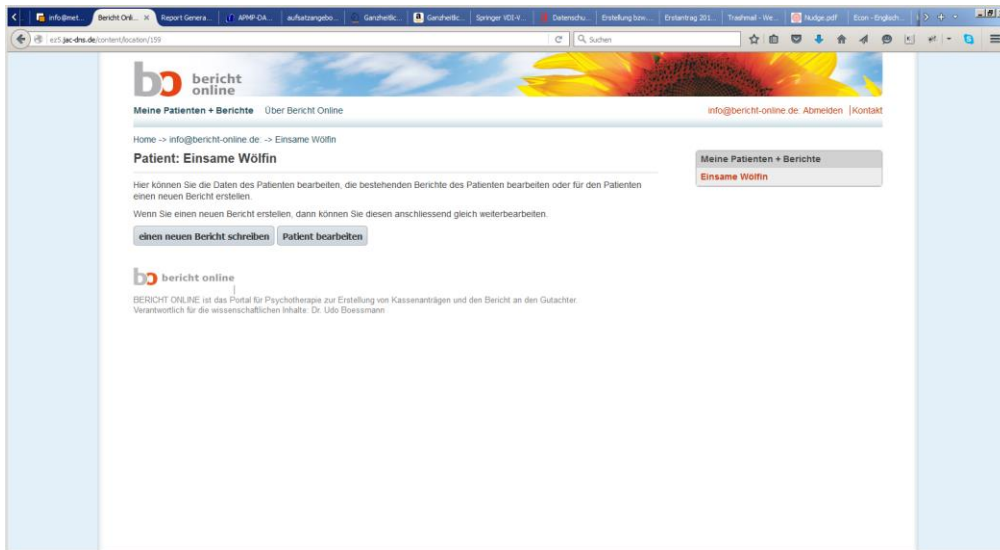 info@met...
Bericht Onli...
Report Genera...
APMP-DA...
aufsatzangebo...
Ganzheitlic...
Ganzheitlic...
Springer VDI-V...
Datenschu...
Erstellung bzw....
Erstantrag 201...
Trashmail - We...
Nudge.pdf
Econ - Englisch...
ez5.jac-dns.de/content/location/159
Suchen
bo bericht
online
Meine Patienten + Berichte Über Bericht Online
info@bericht-online.de: Abmelden | Kontakt
Home -> info@bericht-online.de: -> Einsame Wölfin
Patient: Einsame Wölfin
Hier können Sie die Daten des Patienten bearbeiten, die bestehenden Berichte des Patienten bearbeiten oder für den Patienten
einen neuen Bericht erstellen.
Wenn Sie einen neuen Bericht erstellen, dann können Sie diesen anschliessend gleich weiterbearbeiten.
einen neuen Bericht schreiben Patient bearbeiten
Meine Patienten + Berichte
Einsame Wölfin
bo bericht online
BERICHT ONLINE ist das Portal für Psychotherapie zur Erstellung von Kassenanträgen und den Bericht an den Gutachter.
Verantwortlich für die wissenschaftlichen Inhalte: Dr. Udo Boessmann